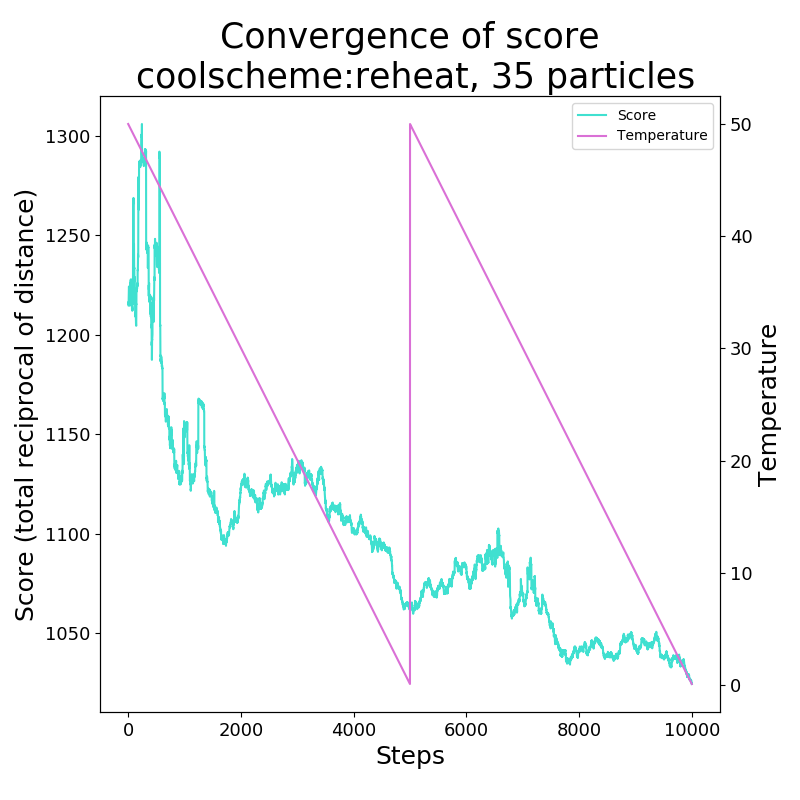 Convergence of score
coolscheme:reheat, 35 particles
Score
Temperature
1300
1250
1200
1150
1100
1050
Score (total reciprocal of distance)
50
40
30
20
10
0
Temperature
0 2000 4000 6000 8000 10000
Steps